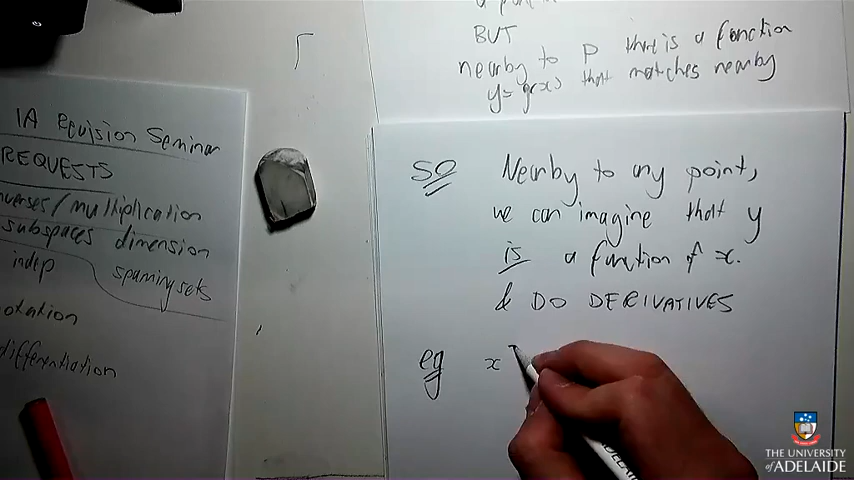 BUT
nearby to P that is a function
y=g(x) that matches nearby
1A Revision Seminar
REQUESTS
nverses/multiplication
subspaces dimension
indep spanning sets
otation
differentiation
SO Nearby to any point,
we can imagine that y
is a function of x.
& DO DERIVATIVES
eg x
THE UNIVERSITY
of ADELAIDE